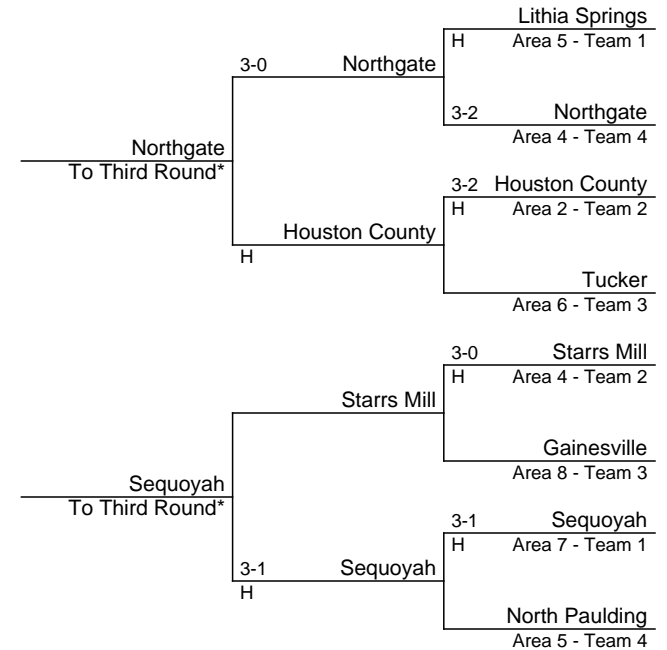 Lithia Springs
H Area 5 - Team 1
3-0 Northgate
3-2 Northgate
Area 4 - Team 4
Northgate
To Third Round*
3-2 Houston County
H Area 2 - Team 2
Houston County
H
Tucker
Area 6 - Team 3
3-0 Starrs Mill
H Area 4 - Team 2
Starrs Mill
Gainesville
Area 8 - Team 3
Sequoyah
To Third Round*
3-1 Sequoyah
H Area 7 - Team 1
3-1 Sequoyah
H
North Paulding
Area 5 - Team 4